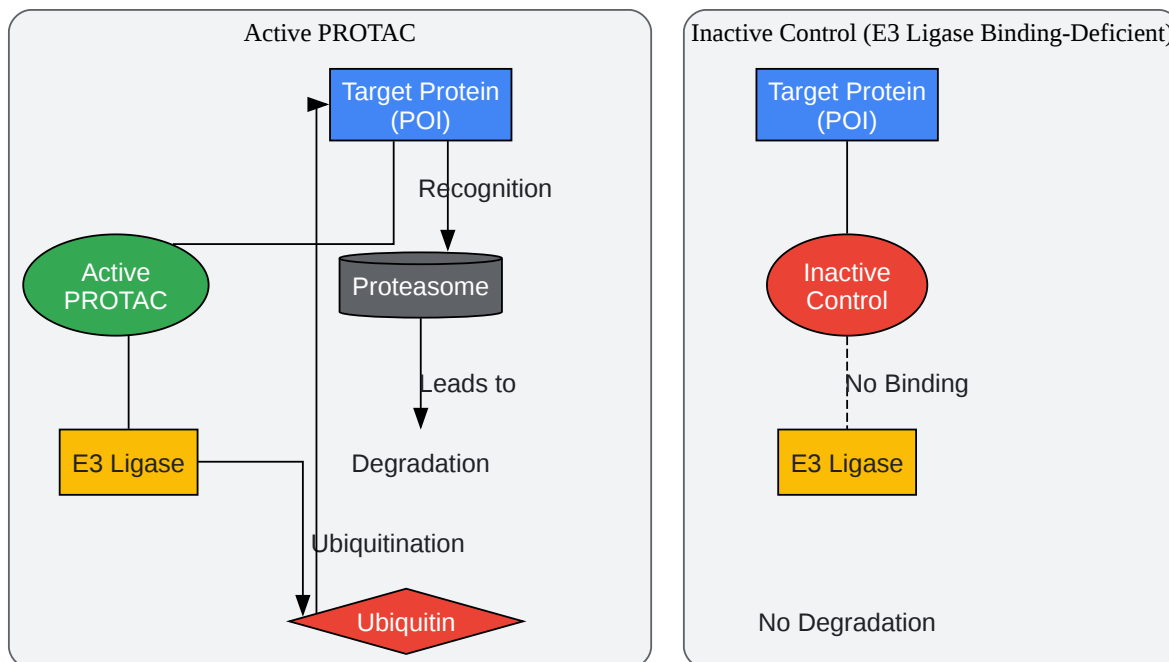 Active PROTAC
Target Protein
(POI)
Recognition
Active
PROTAC
Proteasome
Leads to
E3 Ligase
Degradation
Ubiquitination
Ubiquitin
Inactive Control (E3 Ligase Binding-Deficient)
Target Protein
(POI)
Inactive
Control
No Binding
E3 Ligase
No Degradation